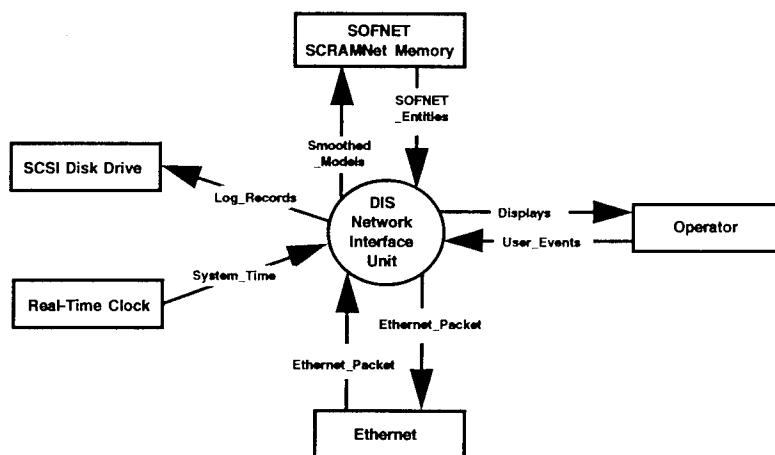 SOFNET
SCRAMNet Memory
SOFNET
_Entities
Smoothed
_Models
SCSI Disk Drive
Log_Records
DIS
Network
Interface
Unit
Displays
User_Events
Operator
System_Time
Real-Time Clock
Ethernet_Packet
Ethernet_Packet
Ethernet